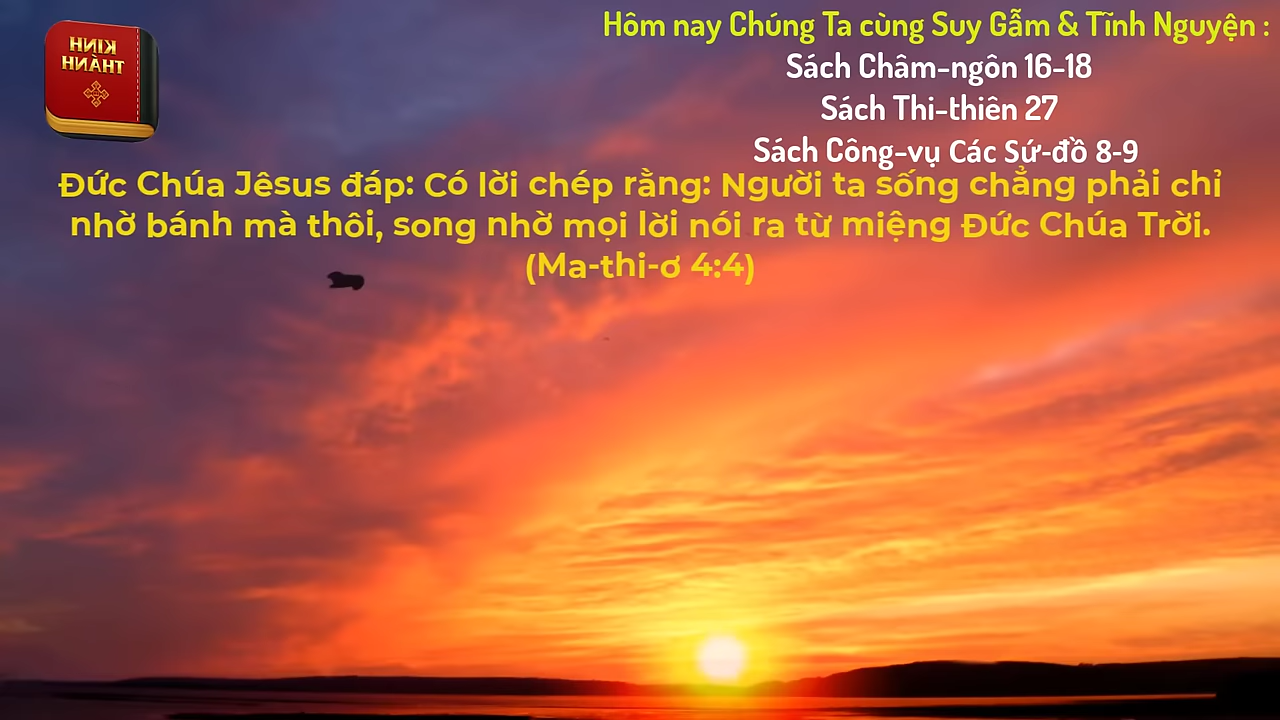 KINH
THÁNH
Hôm nay Chúng Ta cùng Suy Gẫm & Tĩnh Nguyện :
Sách Châm-ngôn 16-18
Sách Thi-thiên 27
Sách Công-vụ Các Sứ-đồ 8-9
Đức Chúa Jêsus đáp: Có lời chép rằng: Người ta sống chẳng phải chỉ
nhờ bánh mà thôi, song nhờ mọi lời nói ra từ miệng Đức Chúa Trời.
(Ma-thi-ơ 4:4)